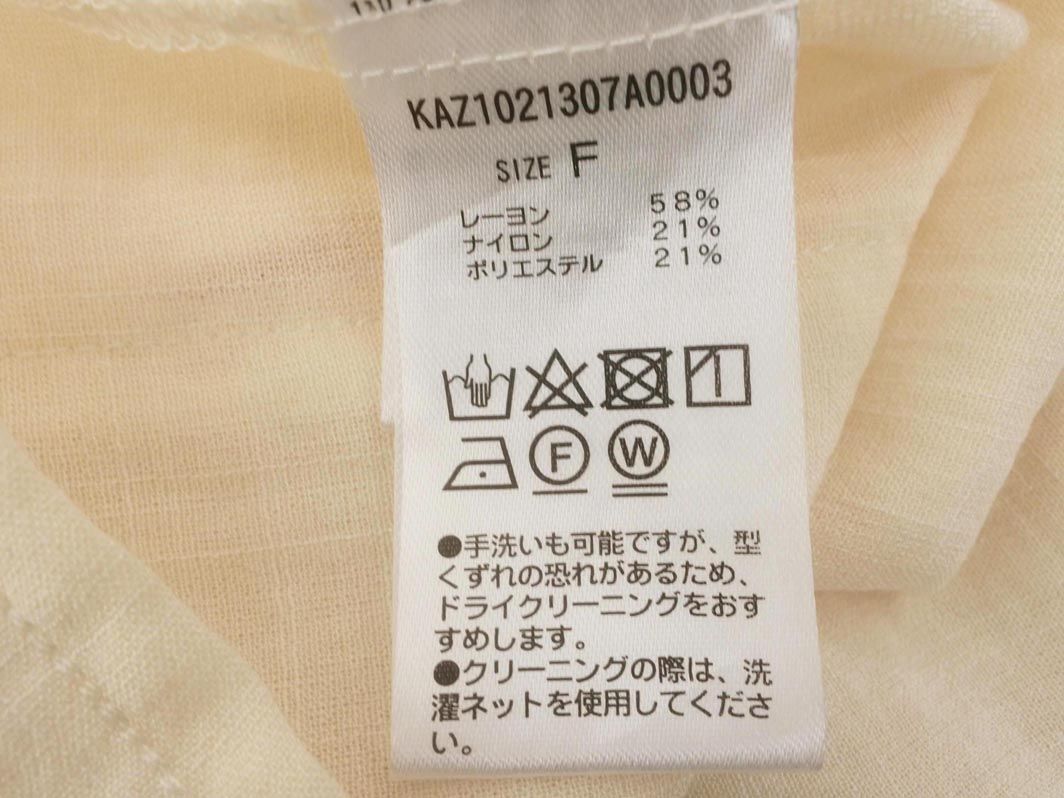 KAZ1021307A0003
SIZE F
レーヨン 58%
ナイロン 21%
ポリエステル 21%
F W
●手洗いも可能ですが、型
くずれの恐れがあるため、
ドライクリーニングをおす
すめします。
●クリーニングの際は、洗
濯ネットを使用してくださ
い。